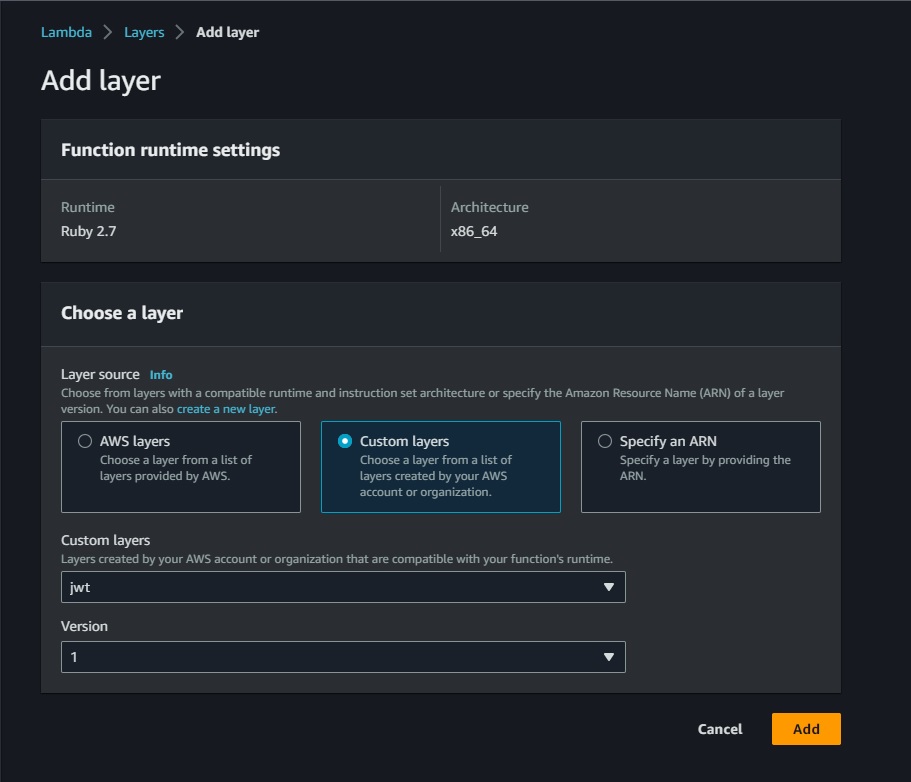 Lambda > Layers > Add layer
Add layer
Function runtime settings
Runtime
Ruby 2.7
Architecture
x86_64
Choose a layer
Layer source Info
Choose from layers with a compatible runtime and instruction set architecture or specify the Amazon Resource Name (ARN) of a layer
version. You can also create a new layer.
AWS layers
Choose a layer from a list of
layers provided by AWS.
Custom layers
Choose a layer from a list of
layers created by your AWS
account or organization.
Specify an ARN
Specify a layer by providing the
ARN.
Custom layers
Layers created by your AWS account or organization that are compatible with your function's runtime.
jwt
Version
1
Cancel
Add